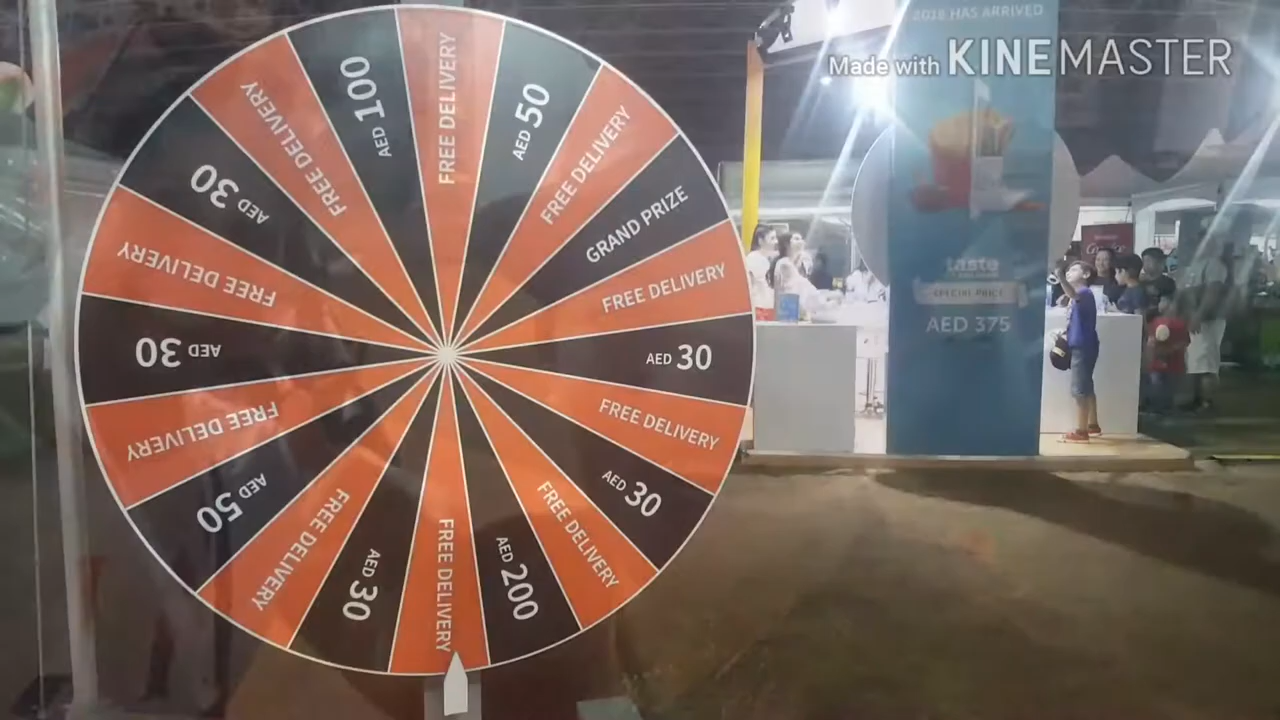 2018 HAS ARRIVED
Made with KINEMASTER
FREE DELIVERY
AED 50
FREE DELIVERY
GRAND PRIZE
FREE DELIVERY
AED 30
FREE DELIVERY
AED 30
FREE DELIVERY
AED 200
FREE DELIVERY
AED 30
FREE DELIVERY
AED 50
FREE DELIVERY
AED 30
FREE DELIVERY
AED 30
FREE DELIVERY
AED 100
taste
SPECIAL PRICE
AED 375